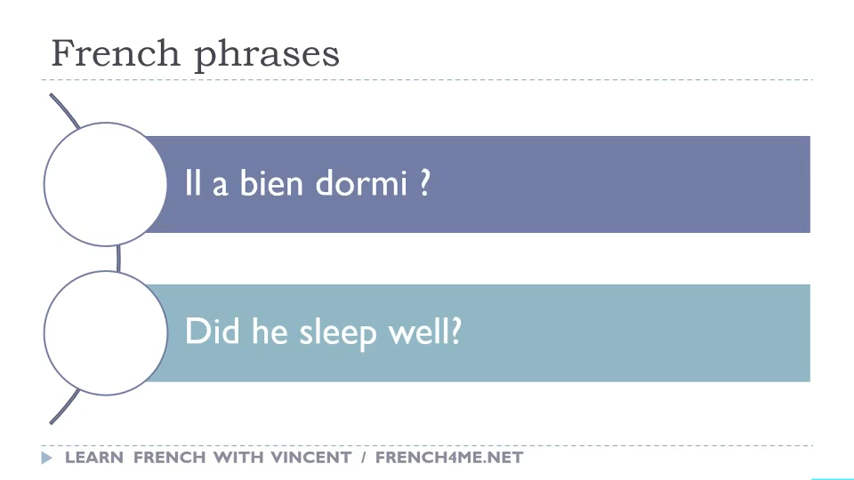 French phrases
Il a bien dormi ?
Did he sleep well?
LEARN FRENCH WITH VINCENT / FRENCH4ME.NET